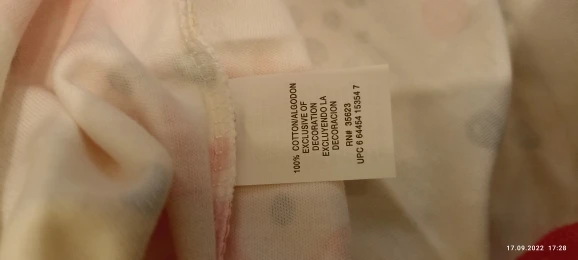 100% COTTON/ALGODON
EXCLUSIVE OF
DECORATION
EXCLUYENDO LA
DECORACION
RN# 35623
UPC 6 64454 15354 7
17.09.2022 17:28